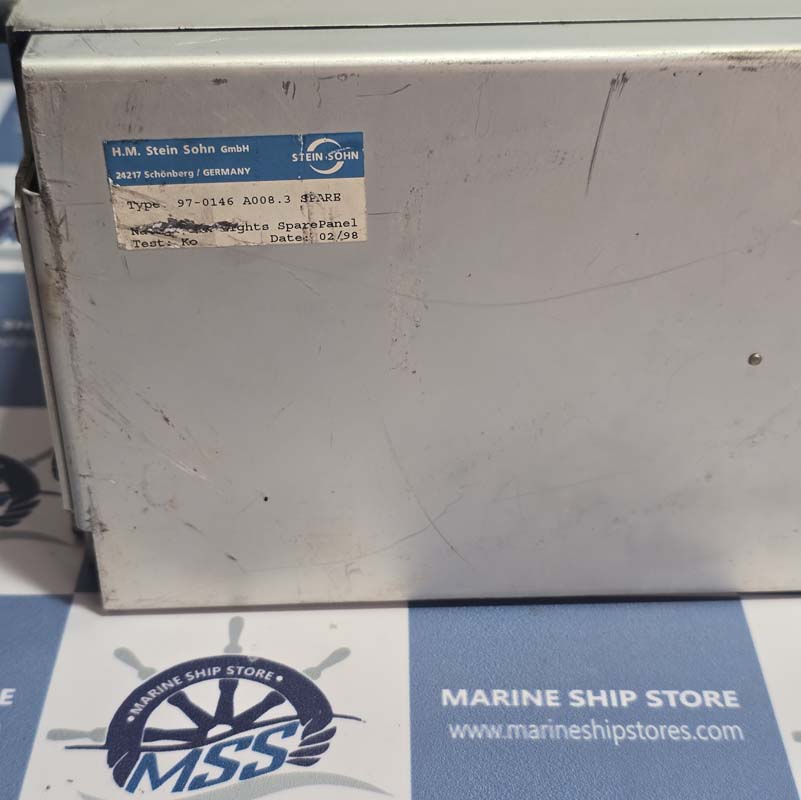 H.M. Stein Sohn GmbH
24217 Schönberg / GERMANY
STEIN·SOHN
Type 97-0146 A008.3 SPARE
SparePanel
Test: Ko Date: 02/98
MARINE SHIP STORE
MSS
MARINE SHIP STORE
www.marineshipstores.com